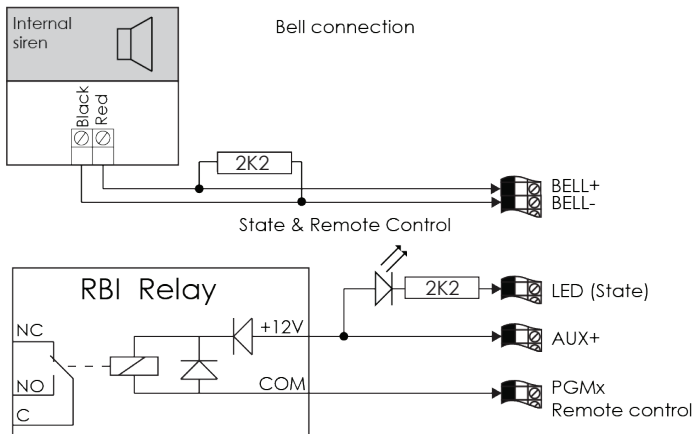 Internal
siren
Bell connection
Black
Red
2K2
BELL+
BELL-
State & Remote Control
RBI Relay
2K2
LED (State)
NC
+12V
AUX+
NO
COM
PGMx
C
Remote control